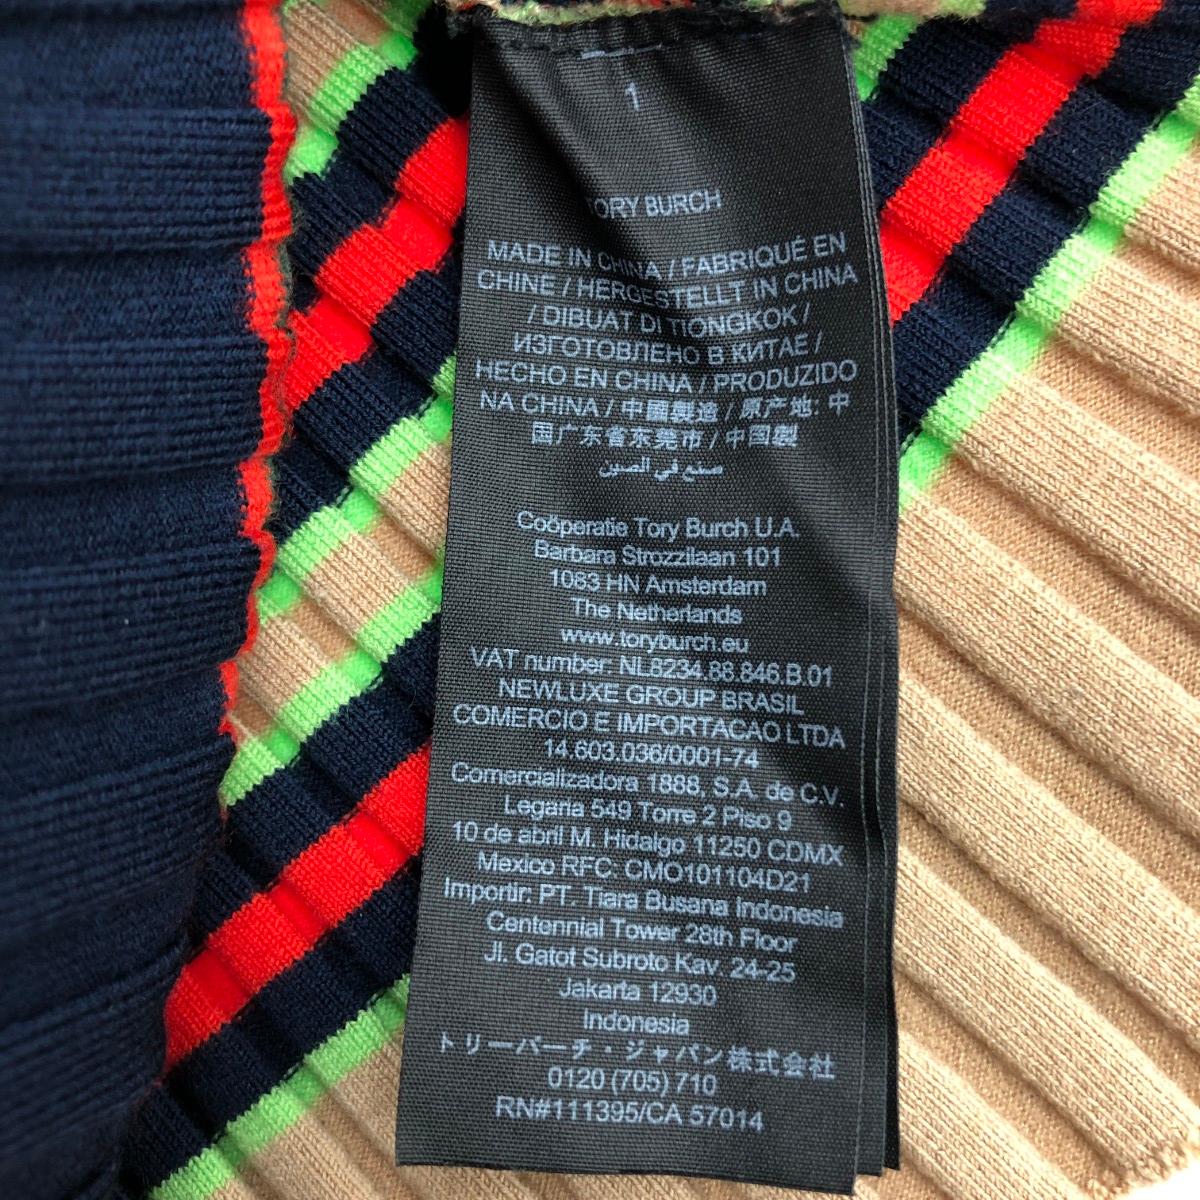 1
TORY BURCH
MADE IN CHINA / FABRIQUÉ EN
CHINE / HERGESTELLT IN CHINA
/ DIBUAT DI TIONGKOK /
ИЗГОТОВЛЕНО В КИТАЕ /
HECHO EN CHINA / PRODUZIDO
NA CHINA / 中國製造 / 原产地: 中
国广东省东莞市 / 中国製
صنع في الصين
Coöperatie Tory Burch U.A.
Barbara Strozzilaan 101
1083 HN Amsterdam
The Netherlands
www.toryburch.eu
VAT number: NL8234.88.846.B.01
NEWLUXE GROUP BRASIL
COMERCIO E IMPORTACAO LTDA
14.603.036/0001-74
Comercializadora 1888, S.A. de C.V.
Legaria 549 Torre 2 Piso 9
10 de abril M. Hidalgo 11250 CDMX
Mexico RFC: CMO101104D21
Importir: PT. Tiara Busana Indonesia
Centennial Tower 28th Floor
Jl. Gatot Subroto Kav. 24-25
Jakarta 12930
Indonesia
トリーバーチ・ジャパン株式会社
0120 (705) 710
RN#111395/CA 57014